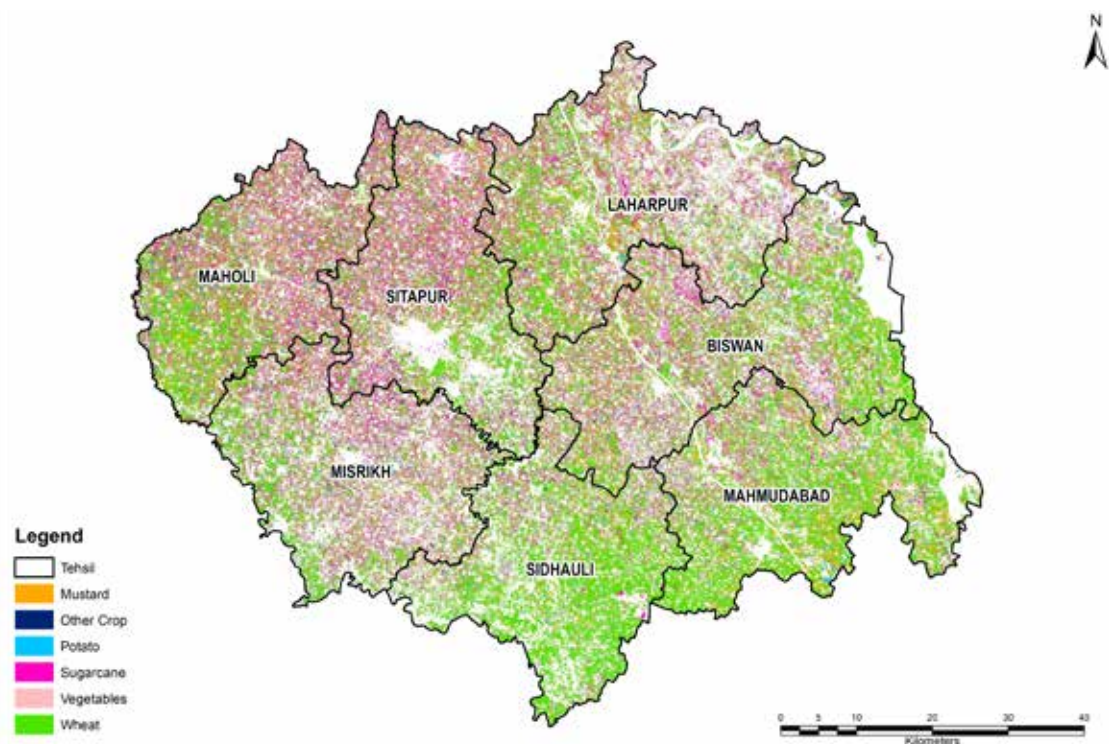 N
LAHARPUR
MAHOLI
SITAPUR
BISWAN
MISRIKH
MAHMUDABAD
SIDHAULI
Legend
Tehsil
Mustard
Other Crop
Potato
Sugarcane
Vegetables
Wheat
0 5 10 20 30 40
Kilometers